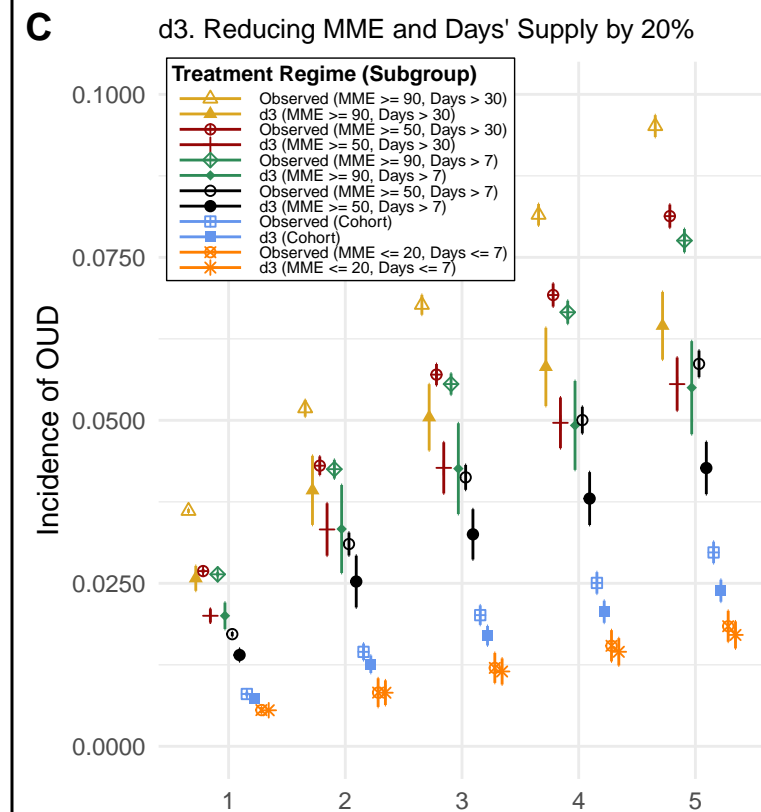 C
d3. Reducing MME and Days' Supply by 20%
Treatment Regime (Subgroup)
Observed (MME >= 90, Days > 30)
d3 (MME >= 90, Days > 30)
Observed (MME >= 50, Days > 30)
d3 (MME >= 50, Days > 30)
Observed (MME >= 90, Days > 7)
d3 (MME >= 90, Days > 7)
Observed (MME >= 50, Days > 7)
d3 (MME >= 50, Days > 7)
Observed (Cohort)
d3 (Cohort)
Observed (MME <= 20, Days <= 7)
d3 (MME <= 20, Days <= 7)
Incidence of OUD
0.1000
0.0750
0.0500
0.0250
0.0000
1 2 3 4 5